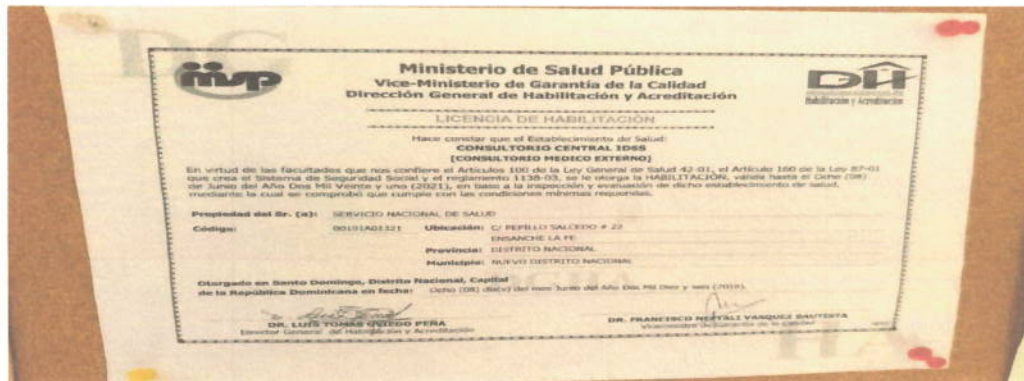 msp
Ministerio de Salud Pública
Vice-Ministerio de Garantía de la Calidad
Dirección General de Habilitación y Acreditación
DH
Habilitación y Acreditación
LICENCIA DE HABILITACIÓN
Hace constar que el Establecimiento de Salud:
CONSULTORIO CENTRAL IDSS
[CONSULTORIO MEDICO EXTERNO]
En virtud de las facultades que nos confiere el Artículos 100 de la Ley General de Salud 42-01, el Artículo 160 de la Ley 87-01
que crea el Sistema de Seguridad Social y el reglamento 1138-03, se le otorga la HABILITACIÓN, válida hasta el Ocho (08)
de Junio del Año Dos Mil Veinte y uno (2021), en base a la inspección y evaluación de dicho establecimiento de salud,
mediante la cual se comprobó que cumple con las condiciones mínimas requeridas.
Propiedad del Sr. (a): SERVICIO NACIONAL DE SALUD
Código: 00101A01321 Ubicación: C/ PEPILLO SALCEDO # 22
ENSANCHE LA FE
Provincia: DISTRITO NACIONAL
Municipio: NUEVO DISTRITO NACIONAL
Otorgado en Santo Domingo, Distrito Nacional, Capital
de la República Dominicana en fecha: Ocho (08) día(s) del mes Junio del Año Dos Mil Diez y seis (2016).
DR. LUIS TOMAS OVIEDO PEÑA
Director General de Habilitación y Acreditación
DR. FRANCISCO NEFTALI VASQUEZ BAUTISTA
Viceministro de Garantía de la Calidad